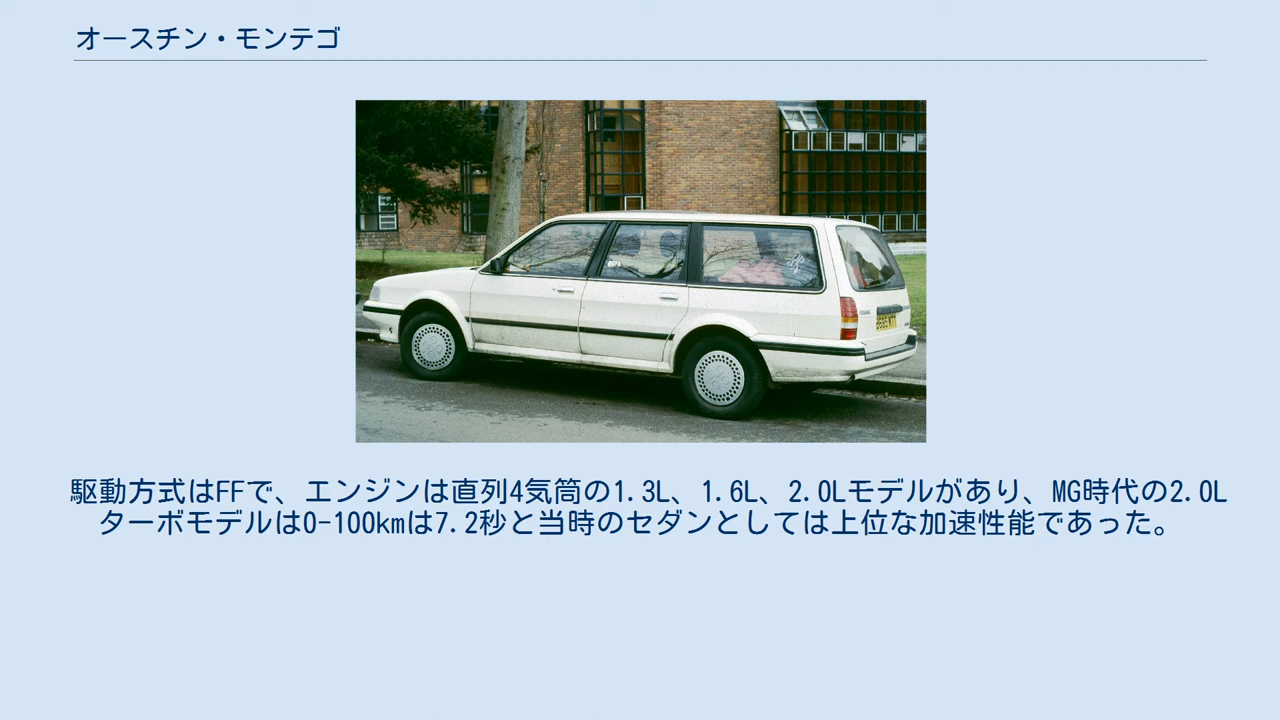 オースチン・モンテゴ
駆動方式はFFで、エンジンは直列4気筒の1.3L、1.6L、2.0Lモデルがあり、MG時代の2.0L
ターボモデルは0-100kmは7.2秒と当時のセダンとしては上位な加速性能であった。